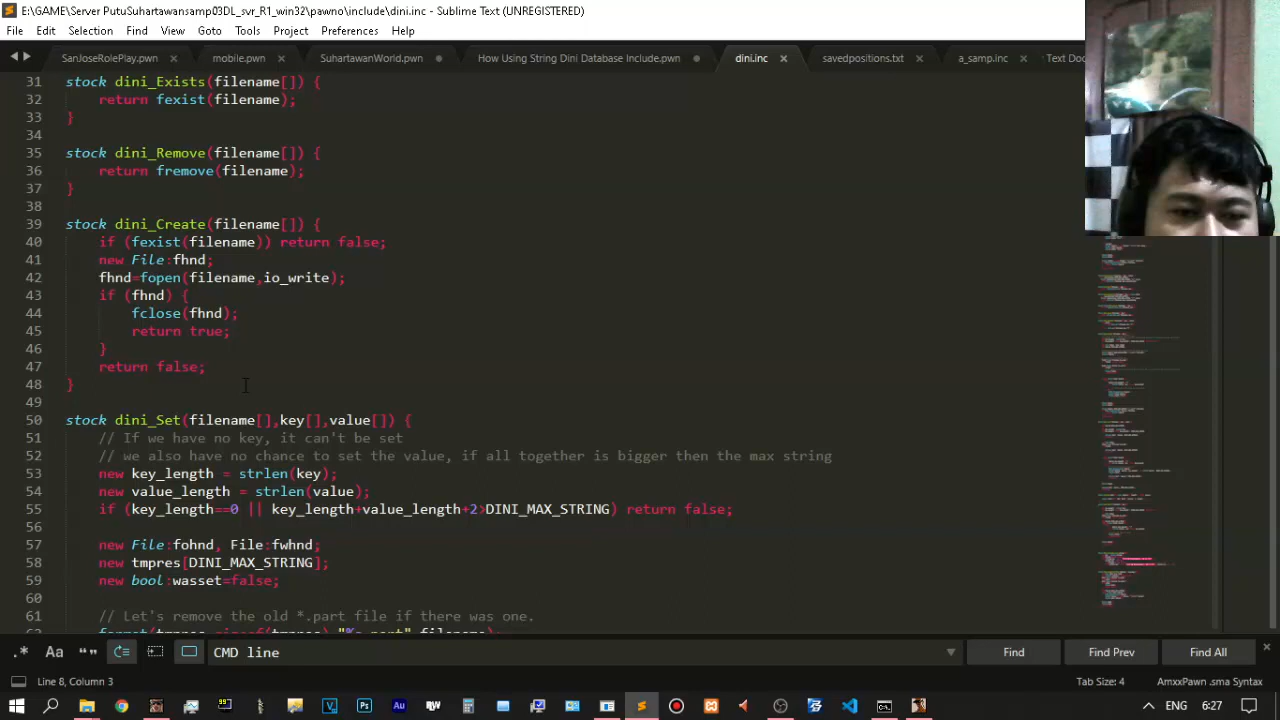 E:\GAME\Server PutuSuhartawansamp03DL_svr_R1_win32\pawno\include\dini.inc - Sublime Text (UNREGISTERED)
File Edit Selection Find View Goto Tools Project Preferences Help
SanJoseRolePlay.pwn mobile.pwn SuhartawanWorld.pwn How Using String Dini Database Include.pwn dini.inc savedpositions.txt a_samp.inc Text Doc
31 stock dini_Exists(filename[]) {
32 return fexist(filename);
33 }
34
35 stock dini_Remove(filename[]) {
36 return fremove(filename);
37 }
38
39 stock dini_Create(filename[]) {
40 if (fexist(filename)) return false;
41 new File:fhnd;
42 fhnd=fopen(filename,io_write);
43 if (fhnd) {
44 fclose(fhnd);
45 return true;
46 }
47 return false;
48 }
49
50 stock dini_Set(filename[],key[],value[]) {
51 // If we have no key, it can't be set
52 // we also have no chance to set the value, if all together is bigger then the max string
53 new key_length = strlen(key);
54 new value_length = strlen(value);
55 if (key_length==0 || key_length+value_length+2>DINI_MAX_STRING) return false;
56
57 new File:fohnd, File:fwhnd;
58 new tmpres[DINI_MAX_STRING];
59 new bool:wasset=false;
60
61 // Let's remove the old *.part file if there was one.
62 format(tmpres,sizeof(tmpres),"%s.part",filename);
.* Aa CMD line Find Find Prev Find All
Line 8, Column 3 Tab Size: 4 AmxxPawn .sma Syntax
6:27